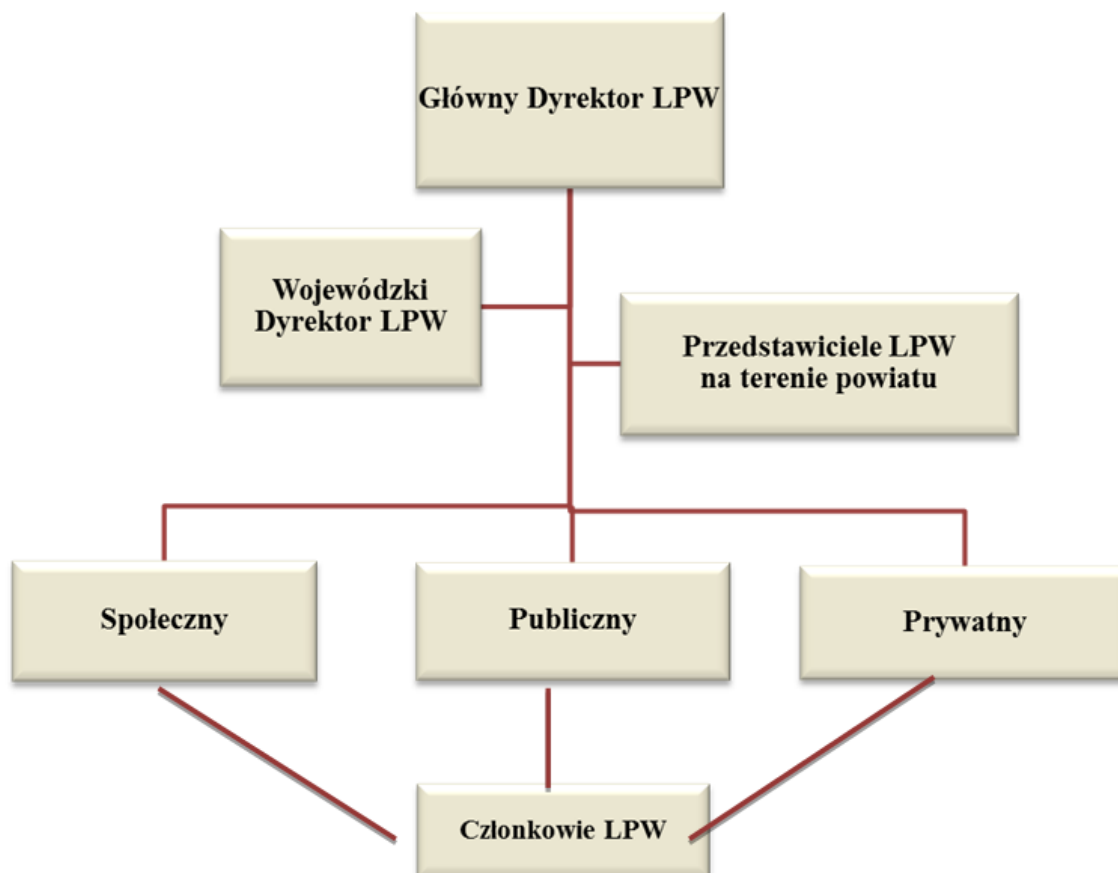 Główny Dyrektor LPW
Wojewódzki
Dyrektor LPW
Przedstawiciele LPW
na terenie powiatu
Społeczny
Publiczny
Prywatny
Członkowie LPW